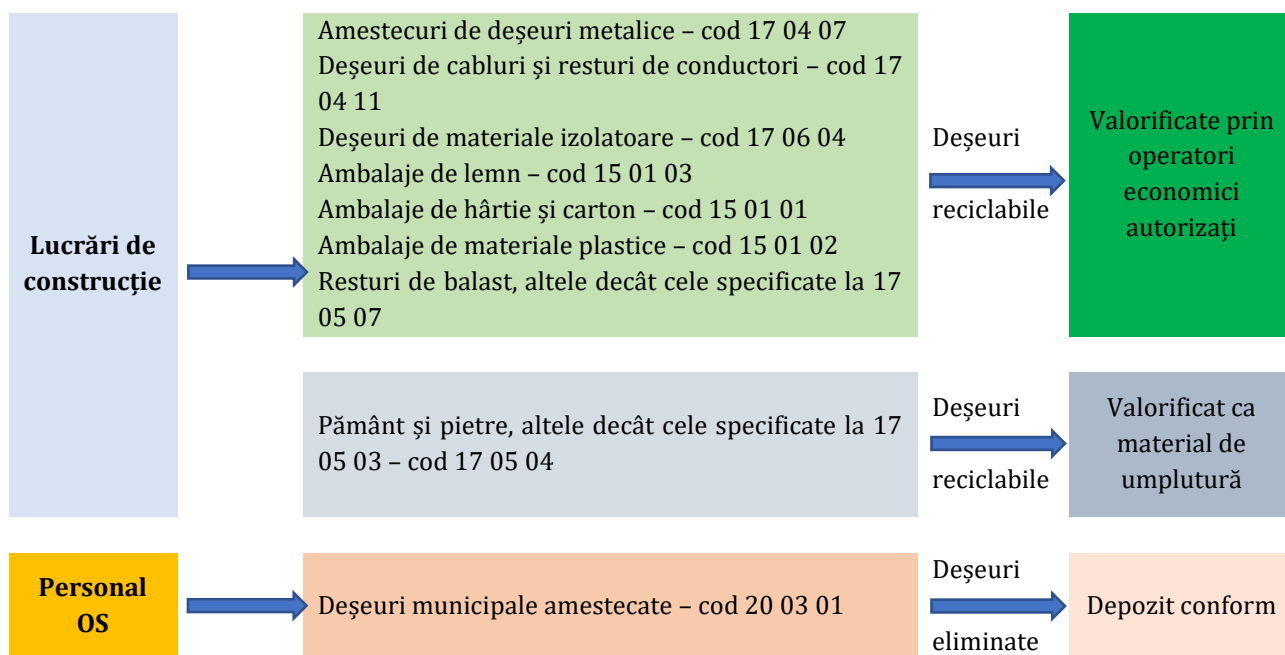 Lucrări de
construcție
Amestecuri de deșeuri metalice – cod 17 04 07
Deșeuri de cabluri și resturi de conductori – cod 17
04 11
Deșeuri de materiale izolatoare – cod 17 06 04
Ambalaje de lemn – cod 15 01 03
Ambalaje de hârtie și carton – cod 15 01 01
Ambalaje de materiale plastice – cod 15 01 02
Resturi de balast, altele decât cele specificate la 17
05 07
Deșeuri
reciclabile
Valorificate prin
operatori
economici
autorizați
Pământ și pietre, altele decât cele specificate la 17
05 03 – cod 17 05 04
Deșeuri
reciclabile
Valorificat ca
material de
umplutură
Personal
OS
Deșeuri municipale amestecate – cod 20 03 01
Deșeuri
eliminate
Depozit conform